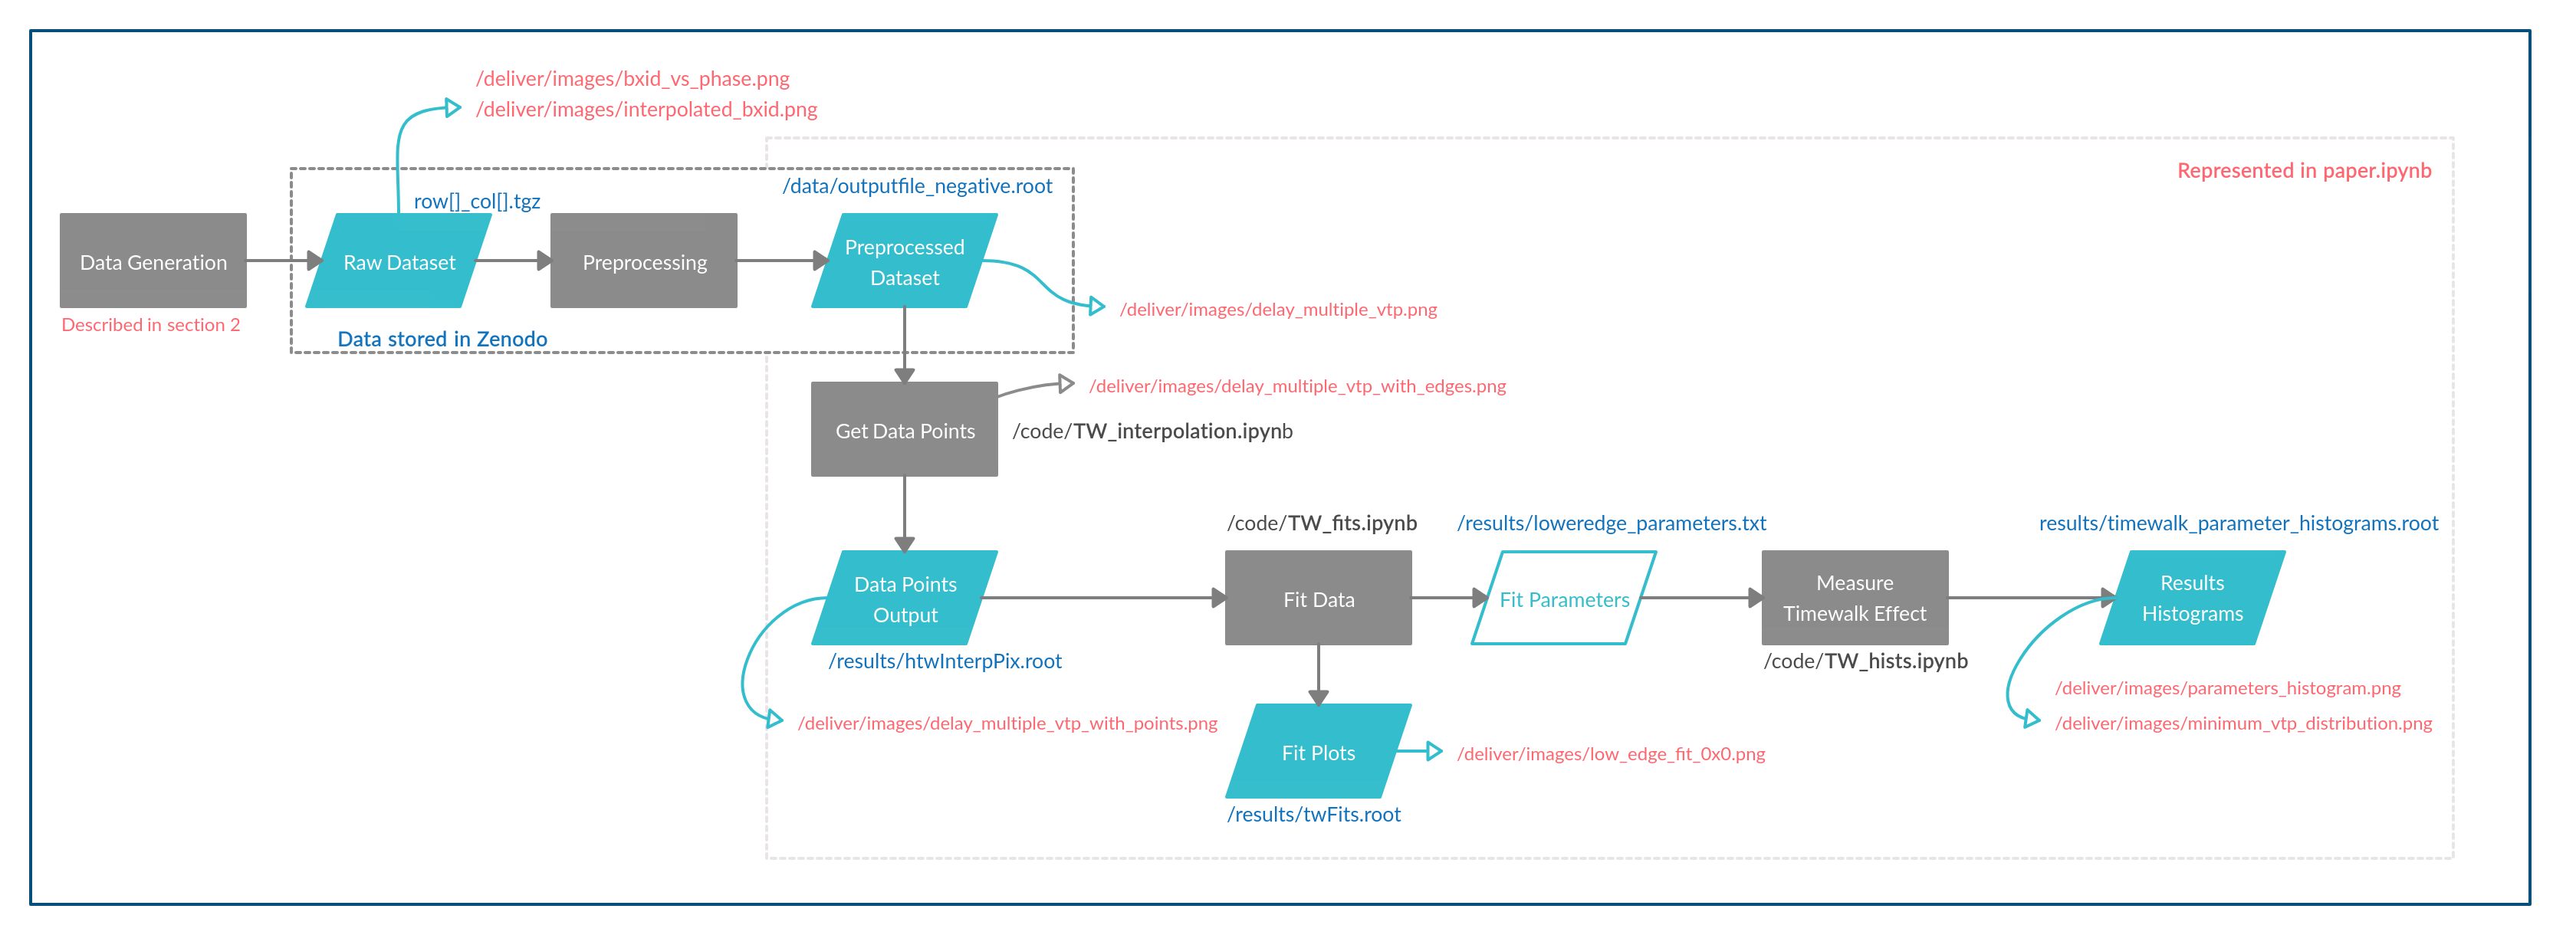 /deliver/images/bxid_vs_phase.png
/deliver/images/interpolated_bxid.png
Represented in paper.ipynb
/data/outputfile_negative.root
row[]_col[].tgz
Data Generation
Raw Dataset
Preprocessing
Preprocessed
Dataset
Described in section 2
Data stored in Zenodo
/deliver/images/delay_multiple_vtp.png
/deliver/images/delay_multiple_vtp_with_edges.png
Get Data Points
/code/TW_interpolation.ipynb
/code/TW_fits.ipynb
/results/loweredge_parameters.txt
results/timewalk_parameter_histograms.root
Data Points
Output
Fit Data
Fit Parameters
Measure
Timewalk Effect
Results
Histograms
/results/htwInterpPix.root
/code/TW_hists.ipynb
/deliver/images/parameters_histogram.png
/deliver/images/delay_multiple_vtp_with_points.png
/deliver/images/minimum_vtp_distribution.png
Fit Plots
/deliver/images/low_edge_fit_0x0.png
/results/twFits.root